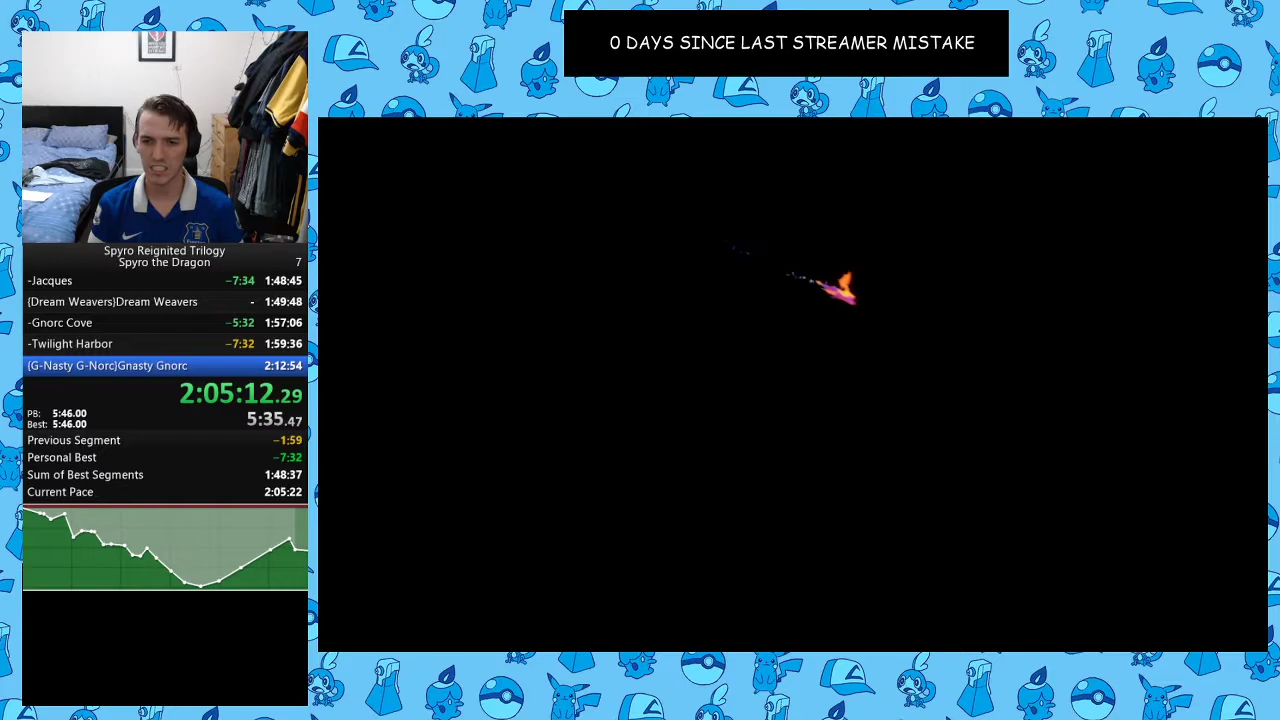 0 DAYS SINCE LAST STREAMER MISTAKE
Spyro Reignited Trilogy
Spyro the Dragon 7
-Jacques -7:34 1:48:45
{Dream Weavers}Dream Weavers - 1:49:48
-Gnorc Cove -5:32 1:57:06
-Twilight Harbor -7:32 1:59:36
{G-Nasty G-Norc}Gnasty Gnorc 2:12:54
2:05:12.29
PB: 5:46.00 5:35.47
Best: 5:46.00
Previous Segment -1:59
Personal Best -7:32
Sum of Best Segments 1:48:37
Current Pace 2:05:22